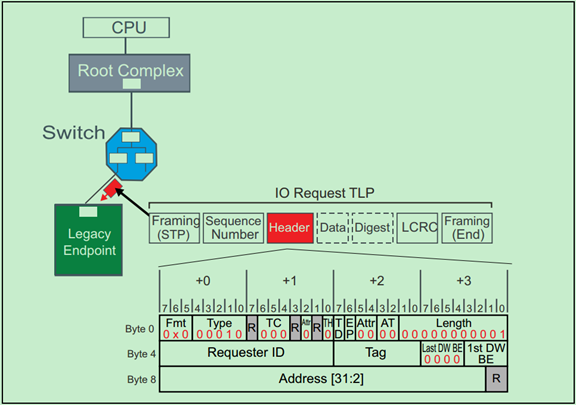 CPU
Root Complex
Switch
IO Request TLP
Framing (STP)
Sequence Number
Header
Data
Digest
LCRC
Framing (End)
Legacy Endpoint
+0 +1 +2 +3
7 6 5 4 3 2 1 0 7 6 5 4 3 2 1 0 7 6 5 4 3 2 1 0 7 6 5 4 3 2 1 0
Byte 0
Fmt Type R TC R Attr R TH TD EP Attr AT Length
0 x 0 0 0 0 1 0 0 0 0 0 0 0 0 0 0 0 0 0 0 0 0 0 0 0 0 1
Byte 4 Requester ID Tag Last DW BE 1st DW BE
0 0 0 0
Byte 8 Address [31:2] R